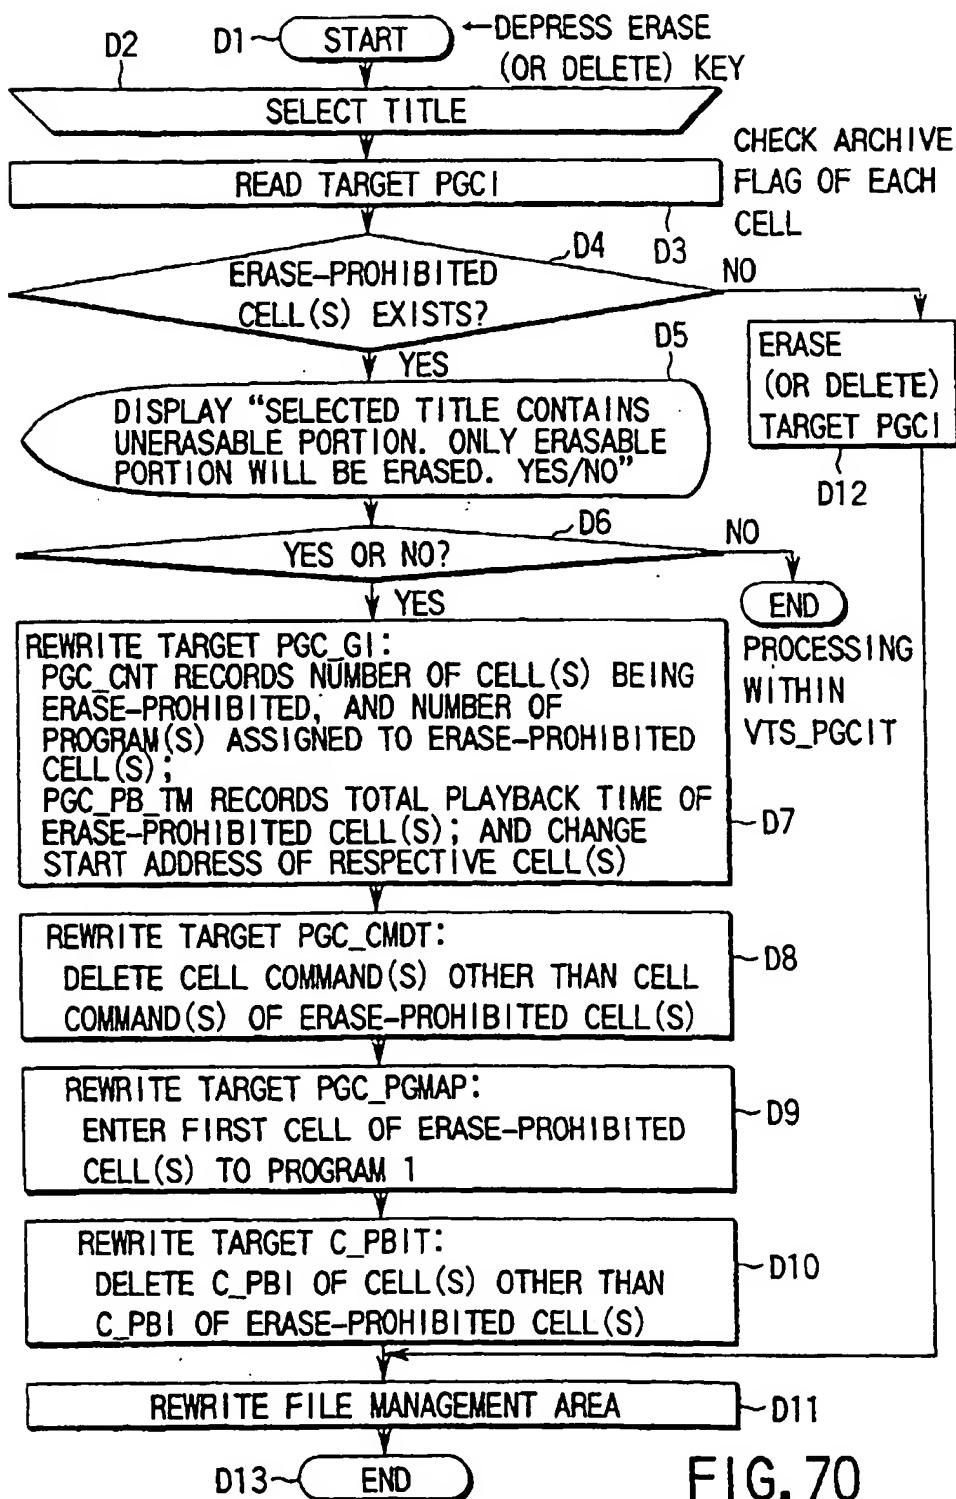 D1
START
←DEPRESS ERASE
(OR DELETE) KEY
D2
SELECT TITLE
READ TARGET PGCI
D3
CHECK ARCHIVE
FLAG OF EACH
CELL
D4
ERASE-PROHIBITED
CELL(S) EXISTS?
NO
YES
D5
DISPLAY “SELECTED TITLE CONTAINS
UNERASABLE PORTION. ONLY ERASABLE
PORTION WILL BE ERASED. YES/NO”
ERASE
(OR DELETE)
TARGET PGCI
D12
D6
YES OR NO?
NO
YES
END
PROCESSING
WITHIN
VTS_PGCIT
REWRITE TARGET PGC_GI:
PGC_CNT RECORDS NUMBER OF CELL(S) BEING
ERASE-PROHIBITED, AND NUMBER OF
PROGRAM(S) ASSIGNED TO ERASE-PROHIBITED
CELL(S);
PGC_PB_TM RECORDS TOTAL PLAYBACK TIME OF
ERASE-PROHIBITED CELL(S); AND CHANGE
START ADDRESS OF RESPECTIVE CELL(S)
D7
REWRITE TARGET PGC_CMDT:
DELETE CELL COMMAND(S) OTHER THAN CELL
COMMAND(S) OF ERASE-PROHIBITED CELL(S)
D8
REWRITE TARGET PGC_PGMAP:
ENTER FIRST CELL OF ERASE-PROHIBITED
CELL(S) TO PROGRAM 1
D9
REWRITE TARGET C_PBIT:
DELETE C_PBI OF CELL(S) OTHER THAN
C_PBI OF ERASE-PROHIBITED CELL(S)
D10
REWRITE FILE MANAGEMENT AREA
D11
D13
END
FIG. 70